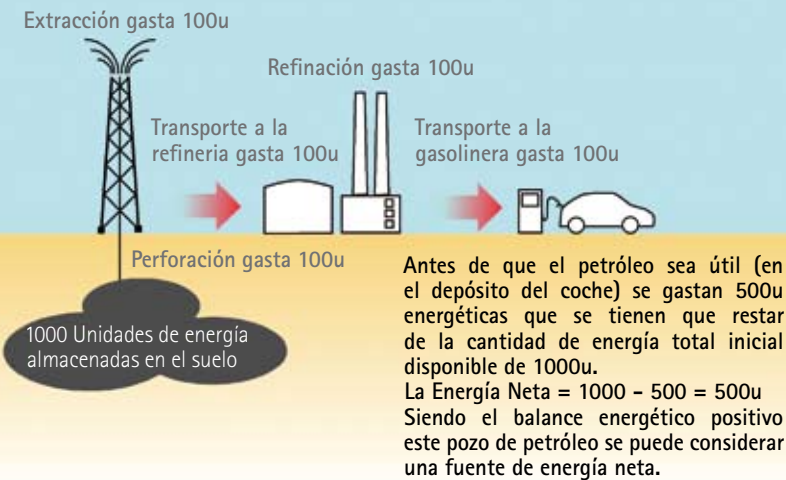 Extracción gasta 100u
Refinación gasta 100u
Transporte a la
refineria gasta 100u
Transporte a la
gasolinera gasta 100u
Perforación gasta 100u
1000 Unidades de energía
almacenadas en el suelo
Antes de que el petróleo sea útil (en
el depósito del coche) se gastan 500u
energéticas que se tienen que restar
de la cantidad de energía total inicial
disponible de 1000u.
La Energía Neta = 1000 - 500 = 500u
Siendo el balance energético positivo
este pozo de petróleo se puede considerar
una fuente de energía neta.